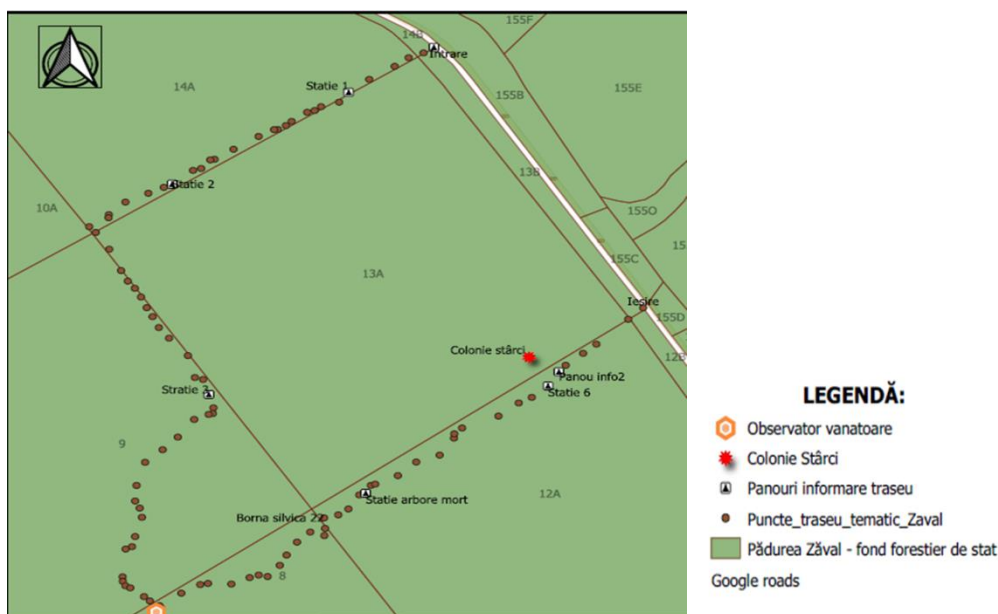 155F
14B
Intrare
14A
Statie 1
155E
155B
13B
Statie 2
10A
155O
155C
13A
15
Iesire
155D
12B
Colonie stârci
Panou info2
Statie 6
Stratie 3
9
Statie arbore mort
12A
Borna silvica 22
8
LEGENDĂ:
Observator vanatoare
Colonie Stârci
Panouri informare traseu
Puncte_traseu_tematic_Zaval
Pădurea Zăval - fond forestier de stat
Google roads